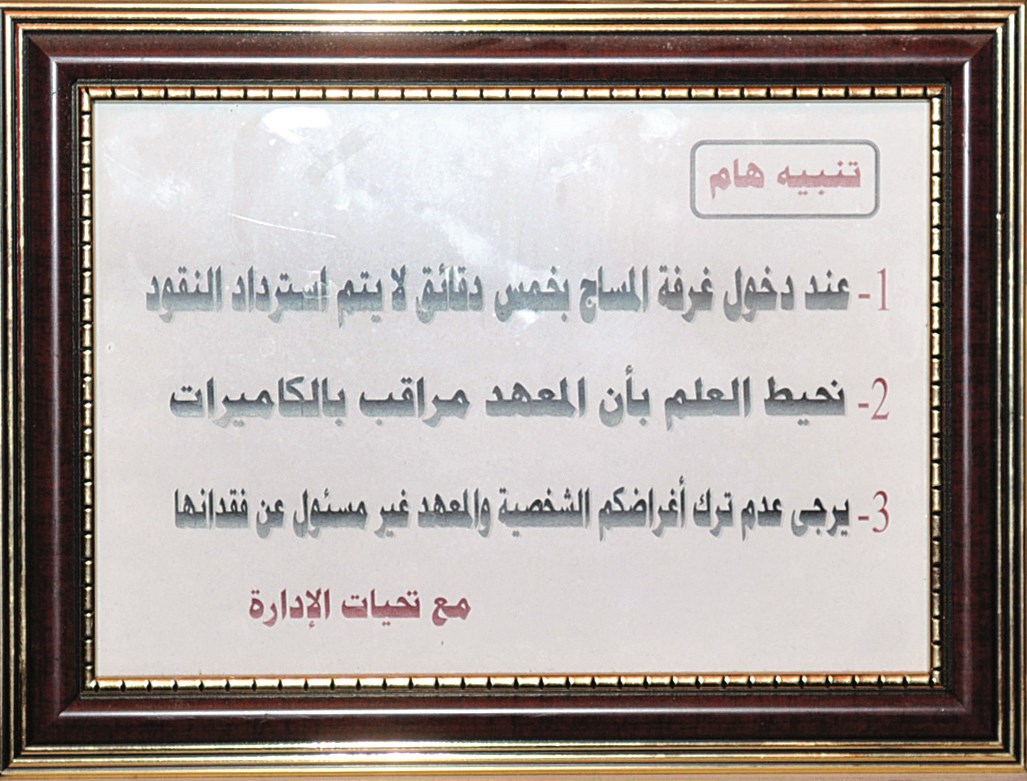 تنبيه هام
1- عند دخول غرفة المساج بخمس دقائق لا يتم استرداد النقود
2- نحيط العلم بأن المعهد مراقب بالكاميرات
3- يرجى عدم ترك أغراضكم الشخصية والمعهد غير مسئول عن فقدانها
مع تحيات الإدارة